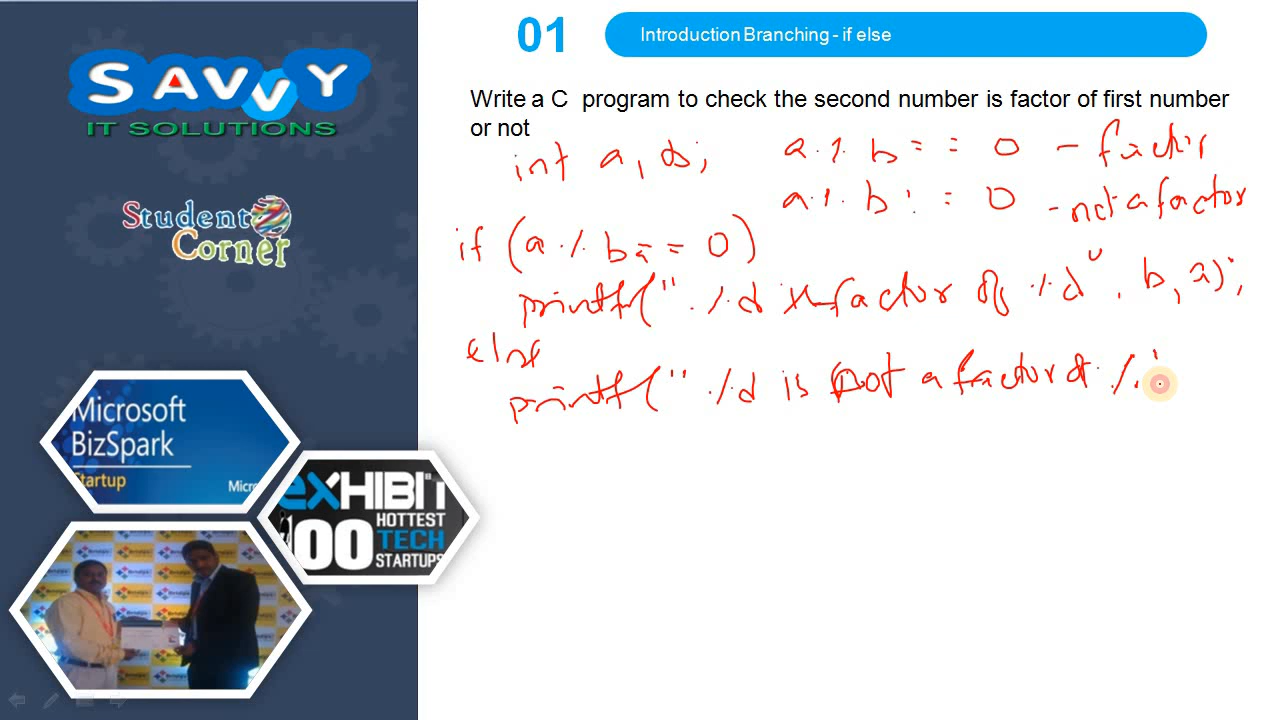 SAVVY
IT SOLUTIONS
Student
Corner
Microsoft
BizSpark
Startup
Micros
eXHIBIT
100 HOTTEST
TECH
STARTUPS
01
Introduction Branching - if else
Write a C program to check the second number is factor of first number
or not
int a, b;
a % b == 0 - factor
a % b != 0 - not a factor
if (a % b == 0)
printf(" %d factor of %d", b, a);
else
printf(" %d is not a factor of %